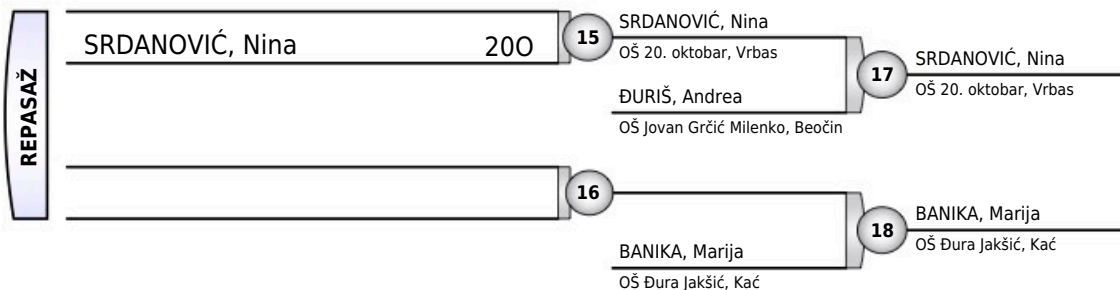 REPASAŽ
SRDANOVIĆ, Nina 20O
15
SRDANOVIĆ, Nina
OŠ 20. oktobar, Vrbas
ĐURIŠ, Andrea
OŠ Jovan Grčić Milenko, Beočin
17
SRDANOVIĆ, Nina
OŠ 20. oktobar, Vrbas
16
BANIKA, Marija
OŠ Đura Jakšić, Kać
18
BANIKA, Marija
OŠ Đura Jakšić, Kać